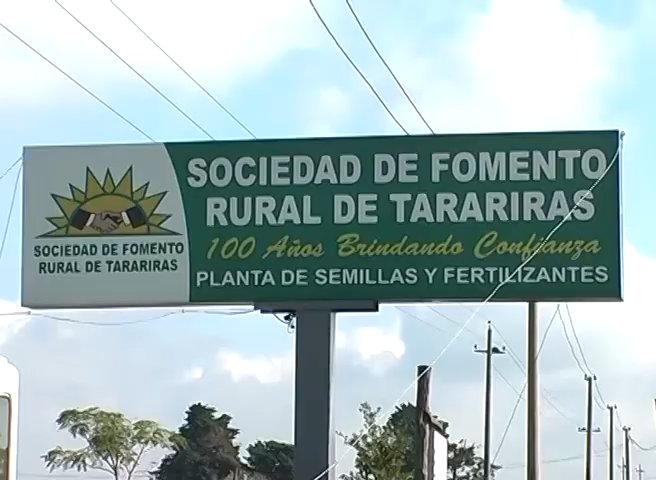 SOCIEDAD DE FOMENTO
RURAL DE TARARIRAS
SOCIEDAD DE FOMENTO
RURAL DE TARARIRAS
100 Años Brindando Confianza
PLANTA DE SEMILLAS Y FERTILIZANTES